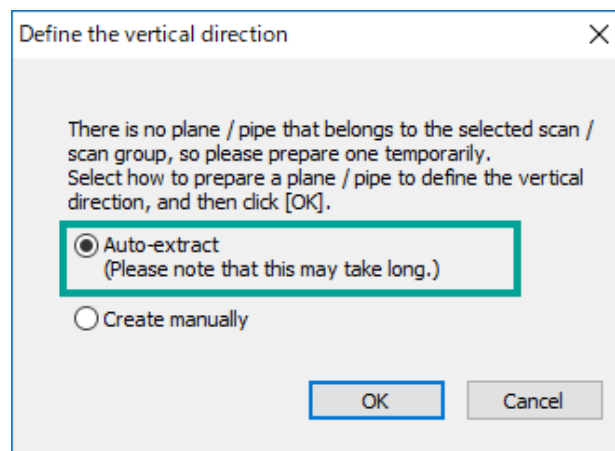 Define the vertical direction
There is no plane / pipe that belongs to the selected scan /
scan group, so please prepare one temporarily.
Select how to prepare a plane / pipe to define the vertical
direction, and then click [OK].
Auto-extract
(Please note that this may take long.)
Create manually
OK
Cancel